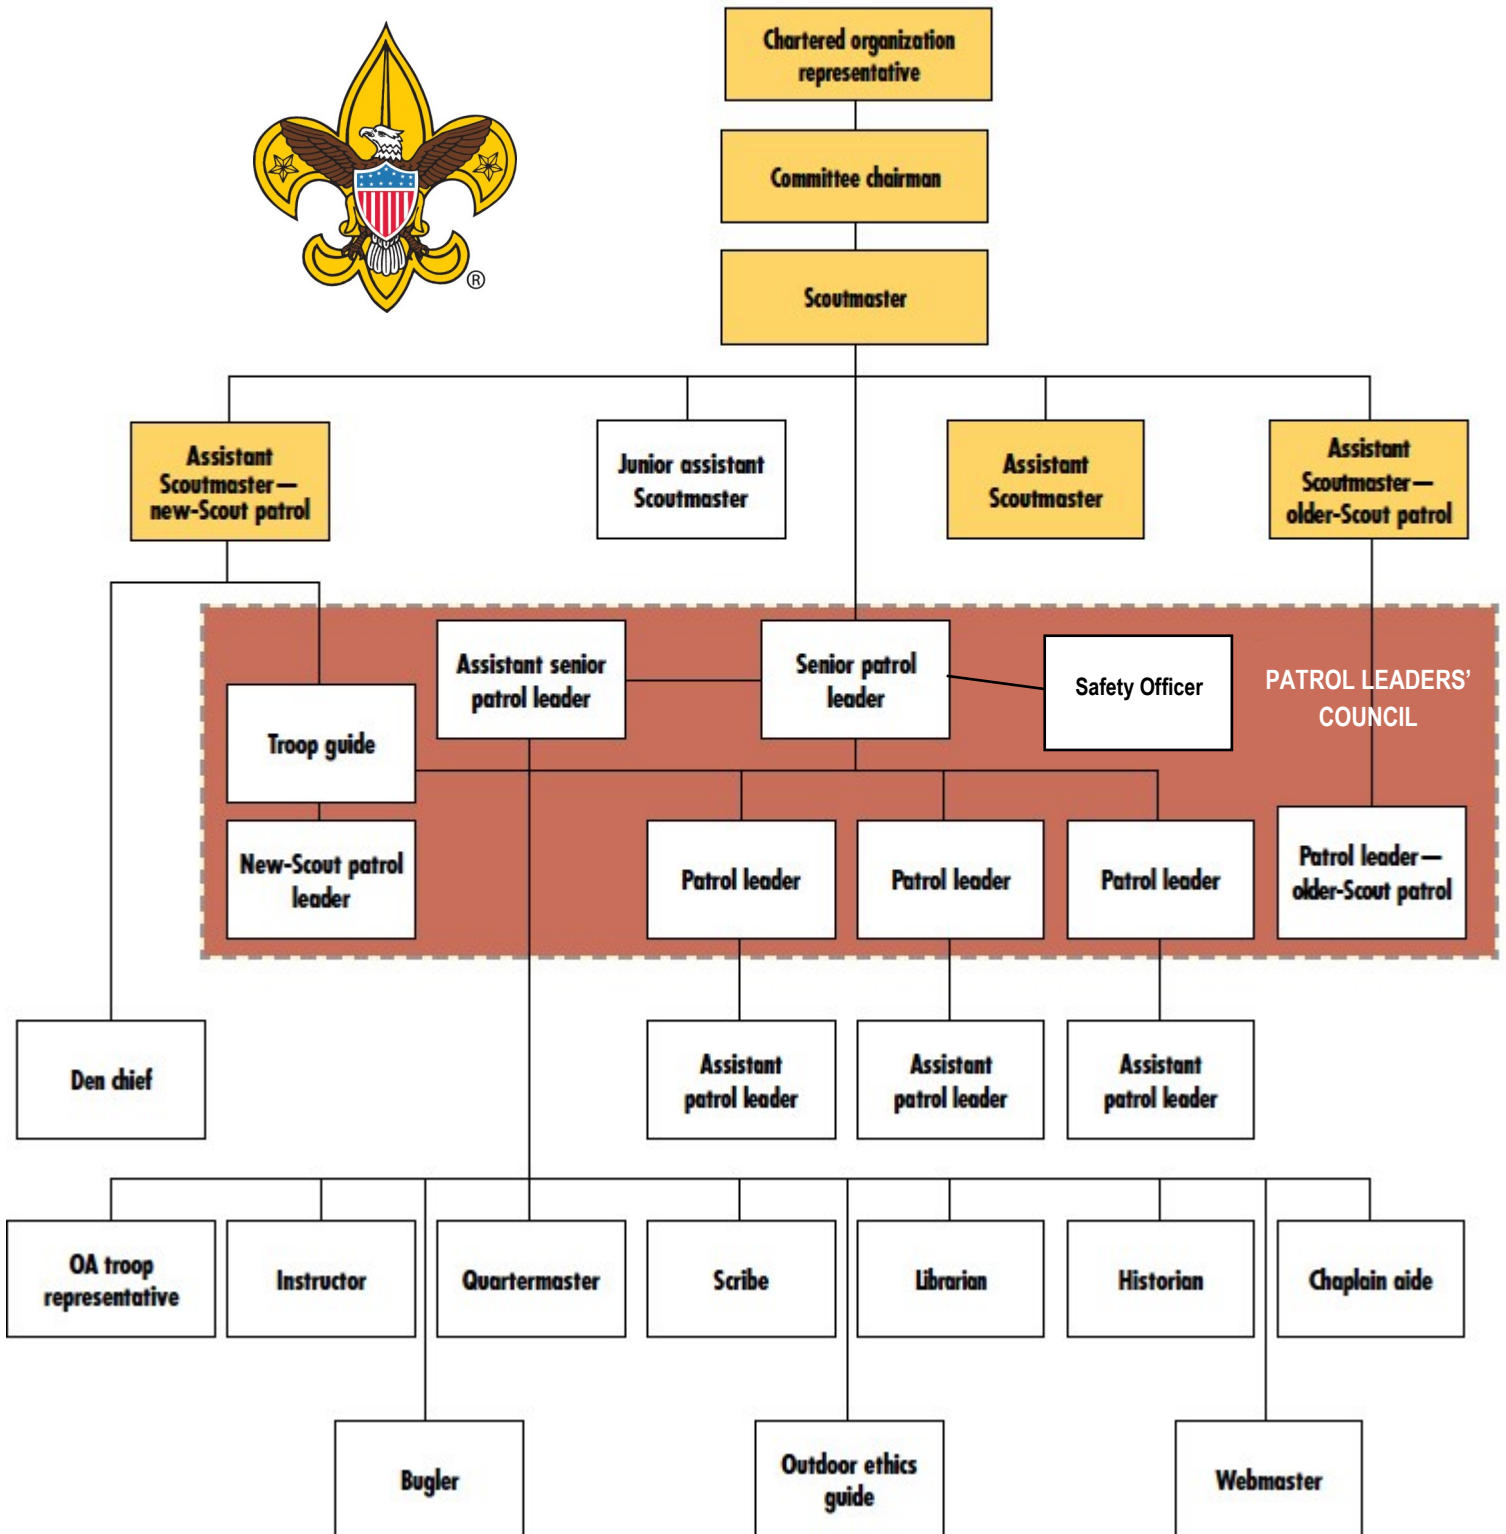 Chartered organization
representative
Committee chairman
Scoutmaster
®
Assistant
Scoutmaster—
new-Scout patrol
Junior assistant
Scoutmaster
Assistant
Scoutmaster
Assistant
Scoutmaster—
older-Scout patrol
Assistant senior
patrol leader
Senior patrol
leader
Safety Officer
PATROL LEADERS’
COUNCIL
Troop guide
New-Scout patrol
leader
Patrol leader
Patrol leader
Patrol leader
Patrol leader—
older-Scout patrol
Den chief
Assistant
patrol leader
Assistant
patrol leader
Assistant
patrol leader
OA troop
representative
Instructor
Quartermaster
Scribe
Librarian
Historian
Chaplain aide
Bugler
Outdoor ethics
guide
Webmaster